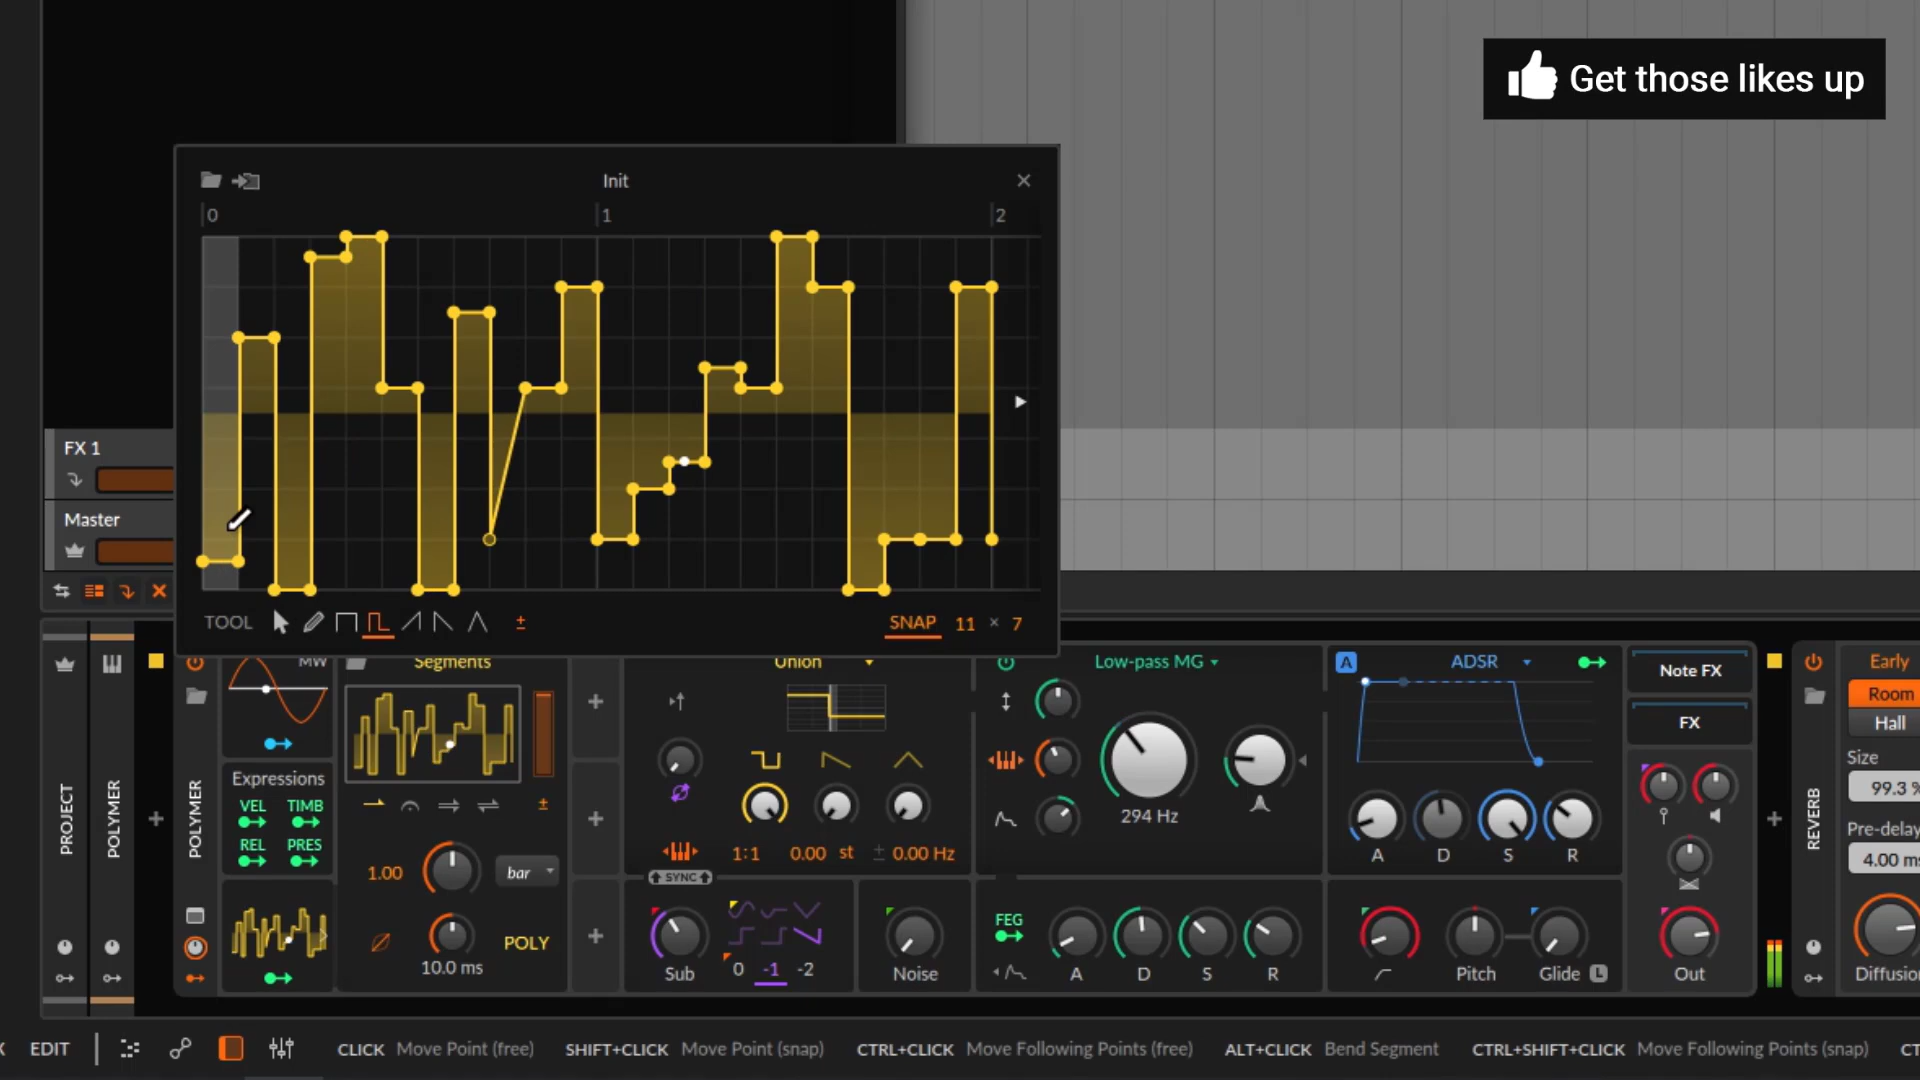 Get those likes up
Init
0
1
2
FX 1
Master
TOOL
±
SNAP 11 × 7
PROJECT
POLYMER
POLYMER
MW
Expressions
VEL TIMB
REL PRES
Segments
±
1.00
bar
10.0 ms
POLY
Union
1:1 0.00 st ± 0.00 Hz
SYNC
Sub
0 -1 -2
Noise
Low-pass MG
294 Hz
FEG
A D S R
A
ADSR
A D S R
Pitch
Glide L
Note FX
FX
Out
REVERB
Early
Room
Hall
Size
99.3 %
Pre-delay
4.00 ms
Diffusion
EDIT
CLICK Move Point (free) SHIFT+CLICK Move Point (snap) CTRL+CLICK Move Following Points (free) ALT+CLICK Bend Segment CTRL+SHIFT+CLICK Move Following Points (snap) CT